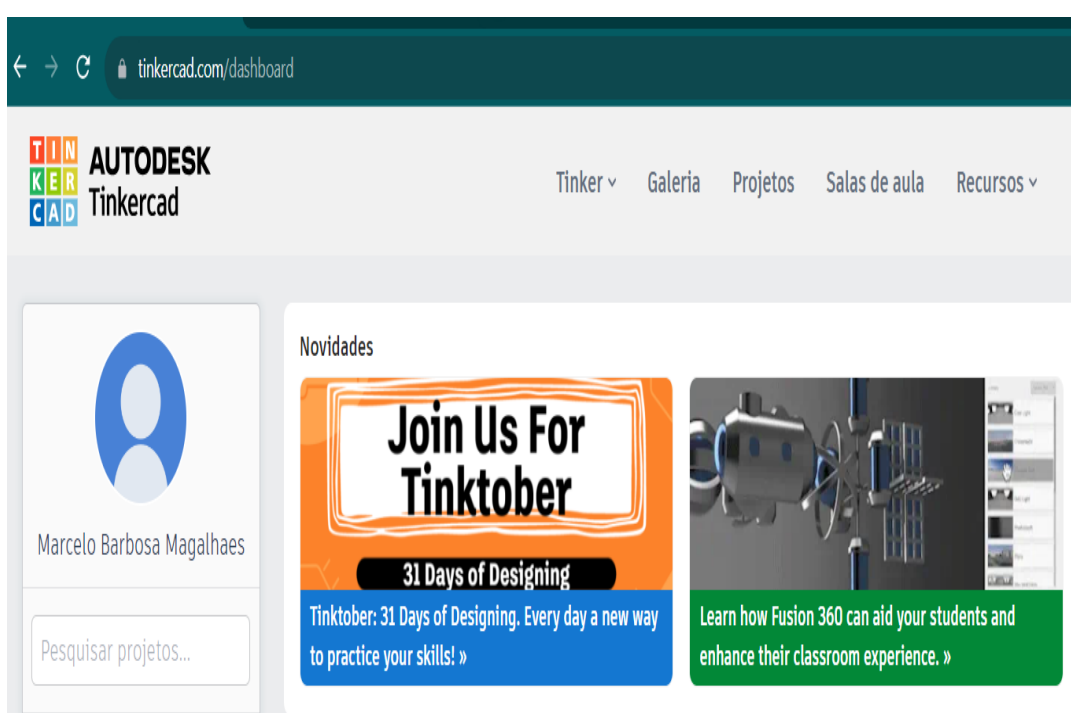 tinkercad.com/dashboard
TIN
KER
CAD
AUTODESK
Tinkercad
Tinker Galeria Projetos Salas de aula Recursos
Marcelo Barbosa Magalhaes
Pesquisar projetos...
Novidades
Join Us For
Tinktober
31 Days of Designing
Tinktober: 31 Days of Designing. Every day a new way
to practice your skills! »
Learn how Fusion 360 can aid your students and
enhance their classroom experience. »